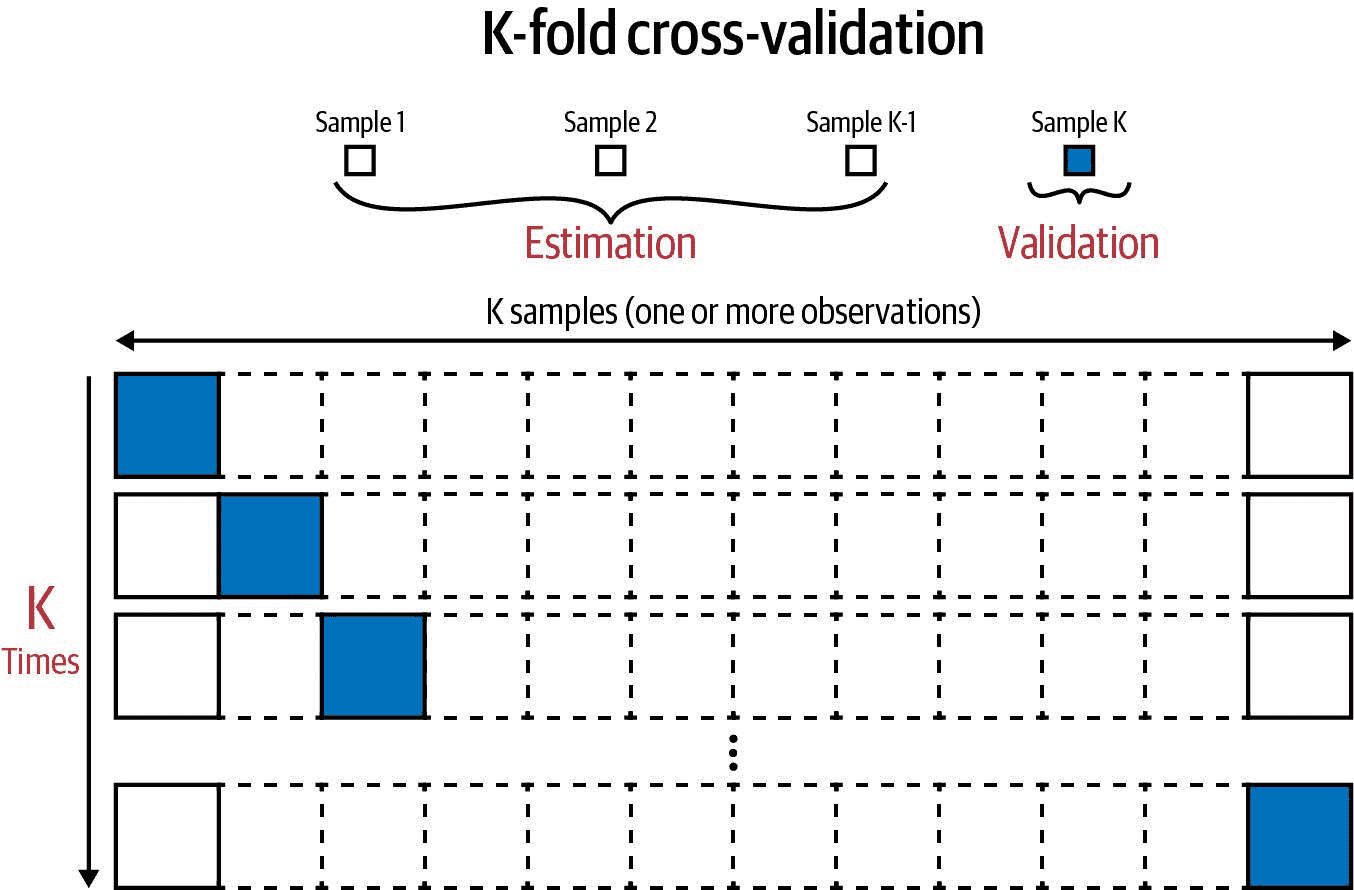 K-fold cross-validation
Sample 1
Sample 2
Sample K-1
Sample K
Estimation
Validation
K samples (one or more observations)
K
Times